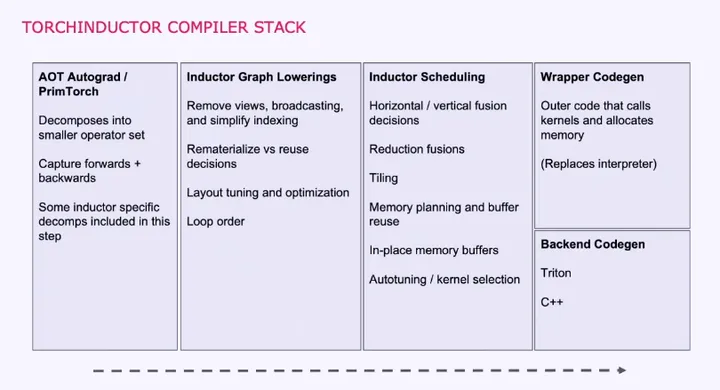 TORCHINDUCTOR COMPILER STACK
AOT Autograd /
PrimTorch
Decomposes into
smaller operator set
Capture forwards +
backwards
Some inductor specific
decomps included in this
step
Inductor Graph Lowerings
Remove views, broadcasting,
and simplify indexing
Rematerialize vs reuse
decisions
Layout tuning and optimization
Loop order
Inductor Scheduling
Horizontal / vertical fusion
decisions
Reduction fusions
Tiling
Memory planning and buffer
reuse
In-place memory buffers
Autotuning / kernel selection
Wrapper Codegen
Outer code that calls
kernels and allocates
memory
(Replaces interpreter)
Backend Codegen
Triton
C++